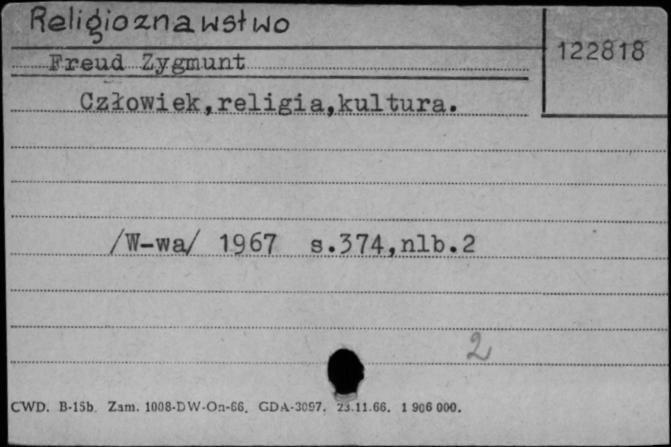 Religioznawstwo
122818
Freud Zygmunt
Człowiek,religia,kultura.
/W-wa/ 1967 s.374,nlb.2
2
CWD. B-15b. Zam. 1008-DW-On-66. GDA-3097. 23.11.66. 1 906 000.